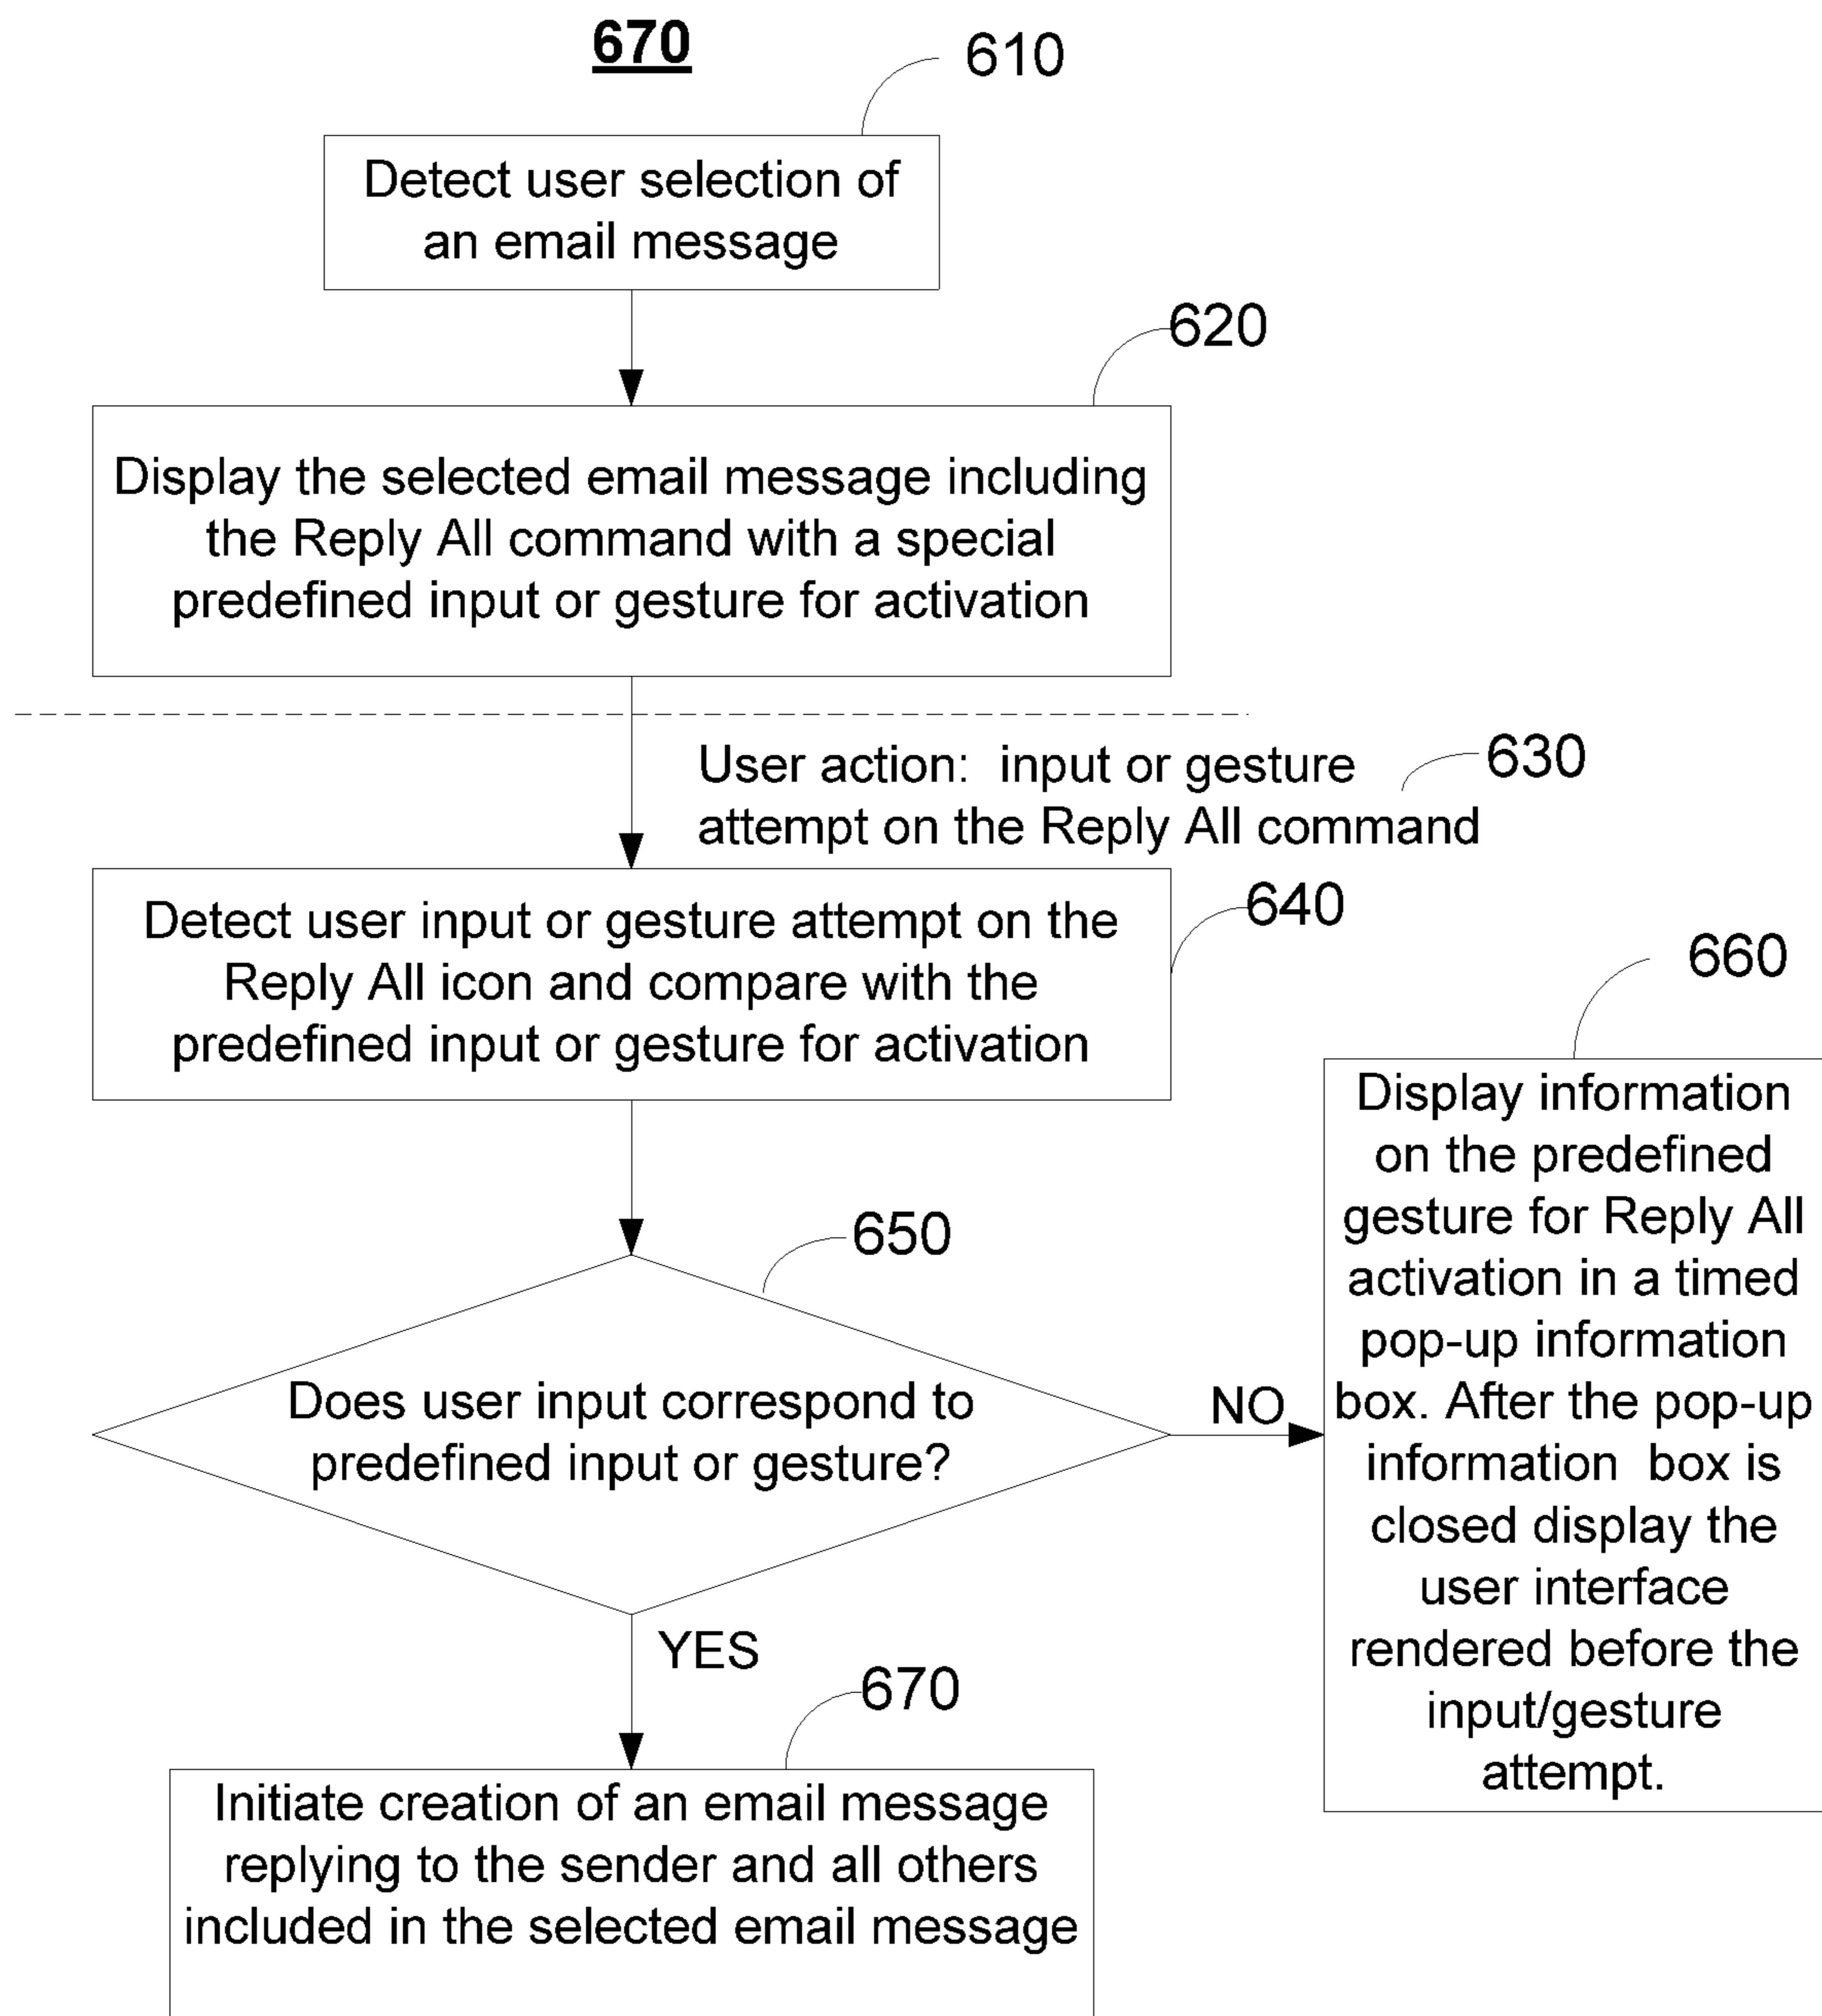 670
610
Detect user selection of
an email message
620
Display the selected email message including
the Reply All command with a special
predefined input or gesture for activation
User action:  input or gesture
attempt on the Reply All command
630
Detect user input or gesture attempt on the
Reply All icon and compare with the
predefined input or gesture for activation
640
650
Does user input correspond to
predefined input or gesture?
NO
660
Display information
on the predefined
gesture for Reply All
activation in a timed
pop-up information
box. After the pop-up
information  box is
closed display the
user interface
rendered before the
input/gesture
attempt.
YES
670
Initiate creation of an email message
replying to the sender and all others
included in the selected email message